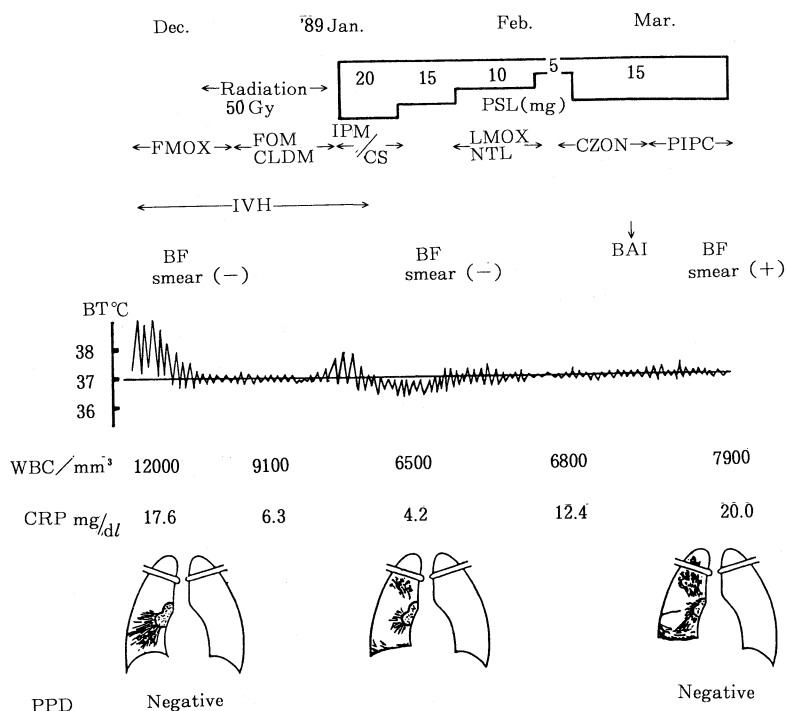 Dec. '89 Jan. Feb. Mar.
20 15 10 5 15
Radiation
50 Gy
PSL(mg)
FMOX
FOM
CLDM
IPM
/CS
LMOX
NTL
CZON
PIPC
IVH
BAI
BF
smear (−)
BF
smear (−)
BF
smear (+)
BT℃
38
37
36
WBC/mm³ 12000 9100 6500 6800 7900
CRP mg/dl 17.6 6.3 4.2 12.4 20.0
PPD Negative Negative